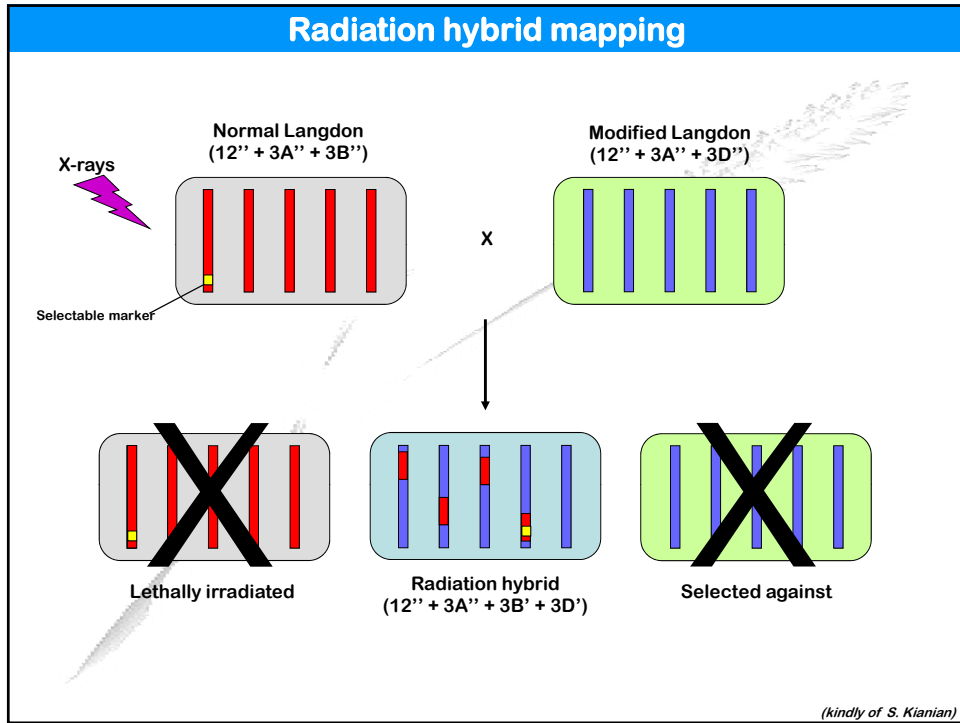 Radiation hybrid mapping
Normal Langdon
(12'' + 3A'' + 3B'')
Modified Langdon
(12'' + 3A'' + 3D'')
X-rays
X
Selectable marker
Lethally irradiated
Radiation hybrid
(12'' + 3A'' + 3B' + 3D')
Selected against
(kindly of S. Kianian)